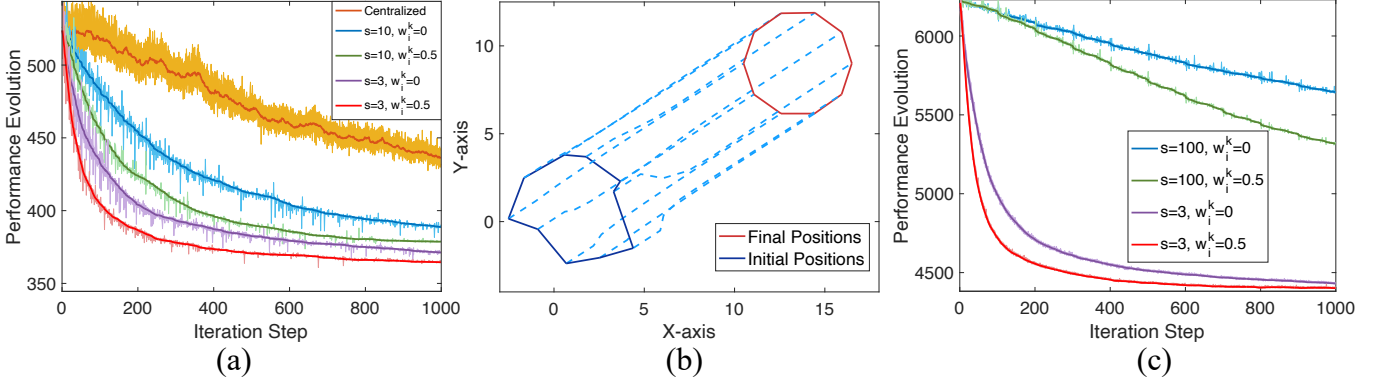 Performance Evolution
500
450
400
350
0
200
400
600
800
1000
Iteration Step
Centralized
s=10, w_i^k=0
s=10, w_i^k=0.5
s=3, w_i^k=0
s=3, w_i^k=0.5
(a)
Y-axis
10
5
0
0
5
10
15
X-axis
Final Positions
Initial Positions
(b)
Performance Evolution
6000
5500
5000
4500
0
200
400
600
800
1000
Iteration Step
s=100, w_i^k=0
s=100, w_i^k=0.5
s=3, w_i^k=0
s=3, w_i^k=0.5
(c)